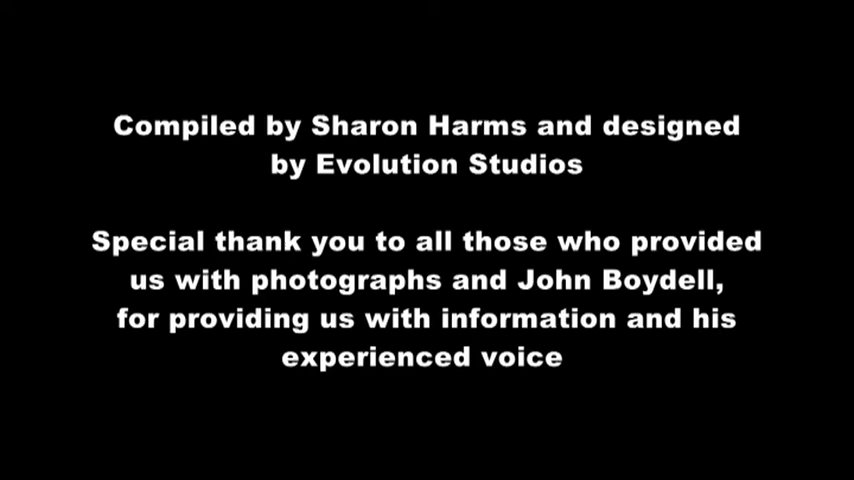 Compiled by Sharon Harms and designed
by Evolution Studios
Special thank you to all those who provided
us with photographs and John Boydell,
for providing us with information and his
experienced voice